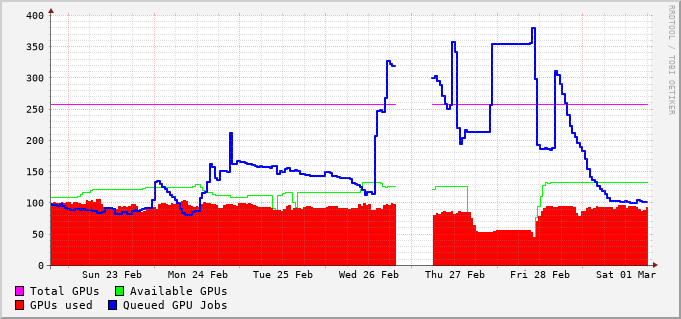 400
350
300
250
200
150
100
50
0
Sun 23 Feb Mon 24 Feb Tue 25 Feb Wed 26 Feb Thu 27 Feb Fri 28 Feb Sat 01 Mar
Total GPUs Available GPUs
GPUs used Queued GPU Jobs
RRDTOOL / TOBI OETIKER